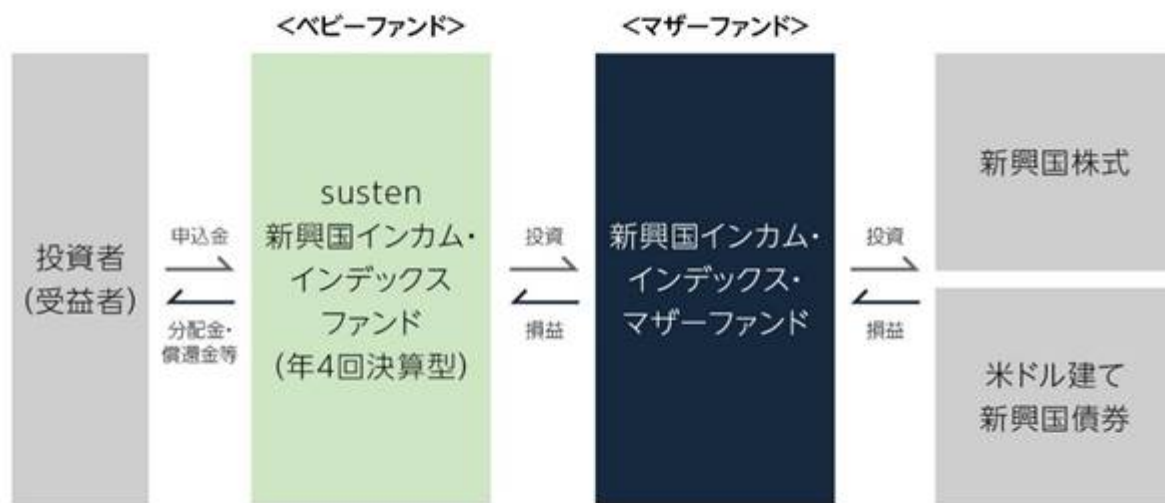 <ベビーファンド>
<マザーファンド>
投資者
(受益者)
申込金
分配金・
償還金等
susten
新興国インカム・
インデックス
ファンド
(年4回決算型)
投資
損益
新興国インカム・
インデックス・
マザーファンド
投資
損益
新興国株式
米ドル建て
新興国債券